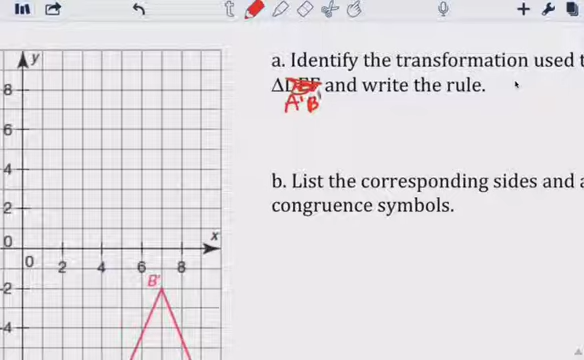 t
y
a. Identify the transformation used t
and write the rule.
A'B'
8
6
4
2
0
b. List the corresponding sides and a
congruence symbols.
x
0
2
4
6
8
B'
-2
-4